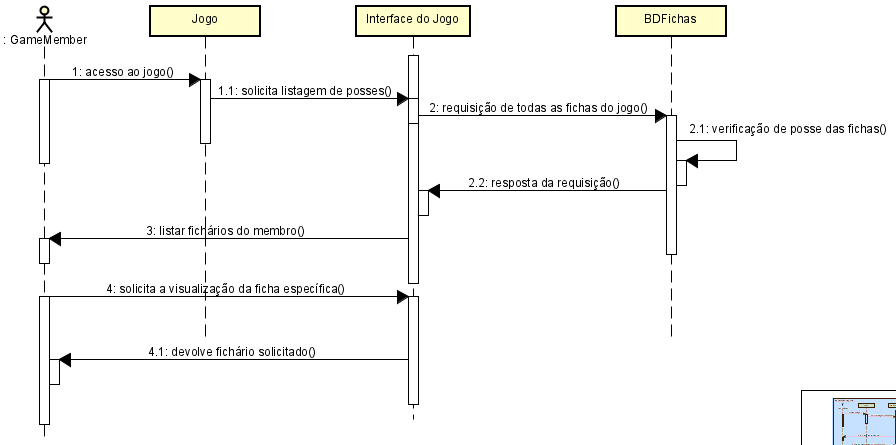 Jogo
Interface do Jogo
BDFichas
: GameMember
1: acesso ao jogo()
1.1: solicita listagem de posses()
2: requisição de todas as fichas do jogo()
2.1: verificação de posse das fichas()
2.2: resposta da requisição()
3: listar fichários do membro()
4: solicita a visualização da ficha específica()
4.1: devolve fichário solicitado()